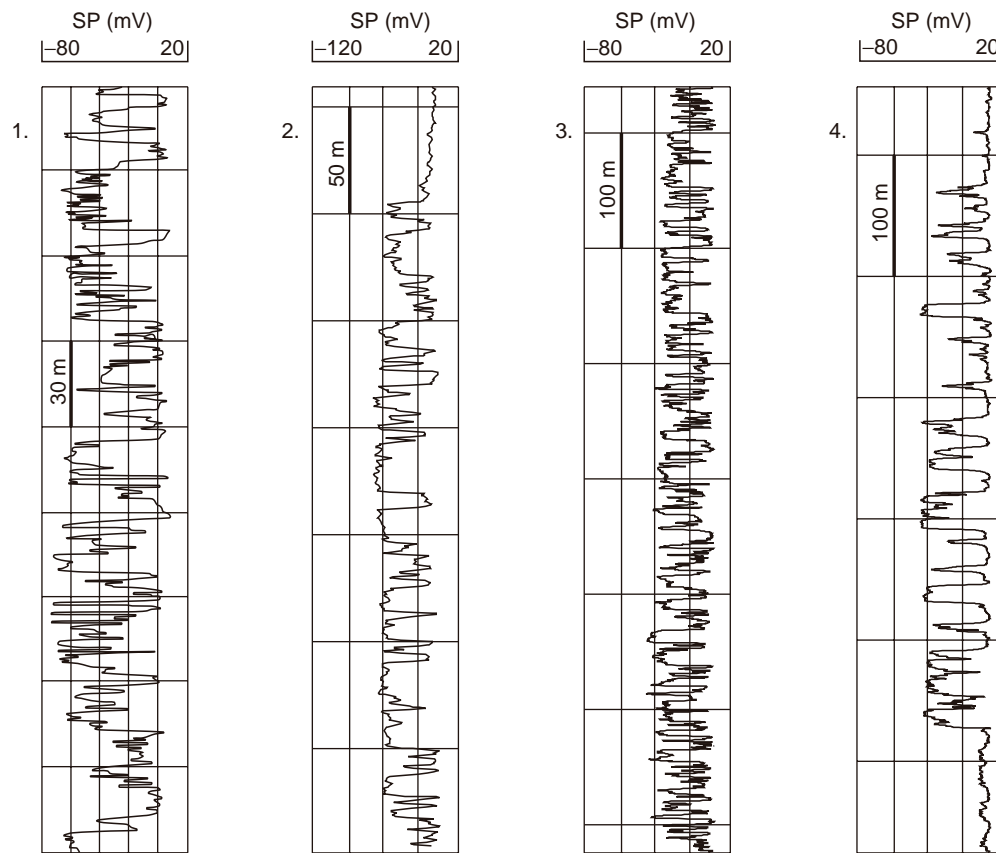 SP (mV) SP (mV) SP (mV) SP (mV)
–80 20 –120 20 –80 20 –80 20
1. 2. 3. 4.
50 m
100 m
100 m
30 m